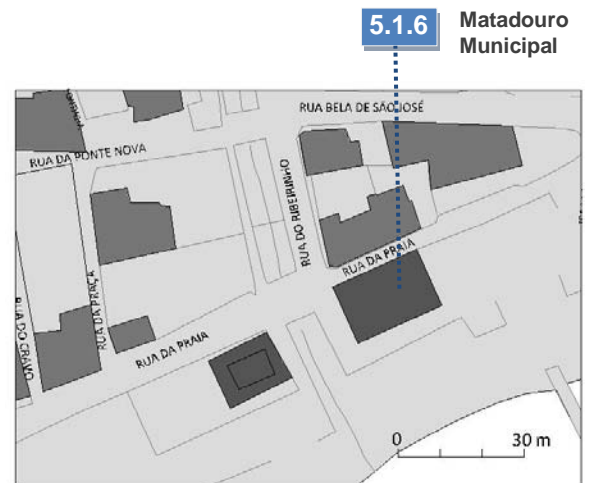 5.1.6
Matadouro
Municipal
RUA BELA DE SÃO JOSÉ
RUA DA PONTE NOVA
RUA DO RIBEIRINHO
RUA DA PRAIA
RUA DA PRAÇA
RUA DO CRAVO
RUA DA PRAIA
0 30 m